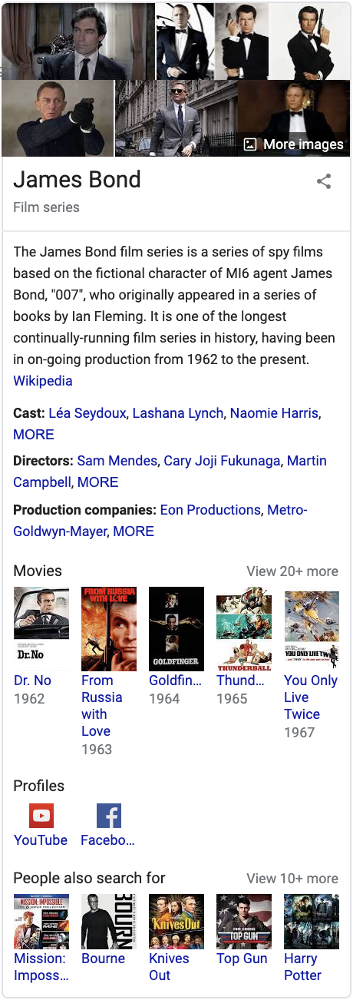 More images
James Bond
Film series
The James Bond film series is a series of spy films
based on the fictional character of MI6 agent James
Bond, "007", who originally appeared in a series of
books by Ian Fleming. It is one of the longest
continually-running film series in history, having been
in on-going production from 1962 to the present.
Wikipedia
Cast: Léa Seydoux, Lashana Lynch, Naomie Harris,
MORE
Directors: Sam Mendes, Cary Joji Fukunaga, Martin
Campbell, MORE
Production companies: Eon Productions, Metro-
Goldwyn-Mayer, MORE
Movies
View 20+ more
Dr.No
FROM RUSSIA
WITH LOVE
GOLDFINGER
THUNDERBALL
YOU ONLY LIVE TWICE
Dr. No
1962
From
Russia
with
Love
1963
Goldfin...
1964
Thund...
1965
You Only
Live
Twice
1967
Profiles
YouTube
Facebo...
People also search for
View 10+ more
MISSION: IMPOSSIBLE
BOURN
Knives Out
TOM CRUISE
TOP GUN
Mission:
Imposs...
Bourne
Knives
Out
Top Gun
Harry
Potter